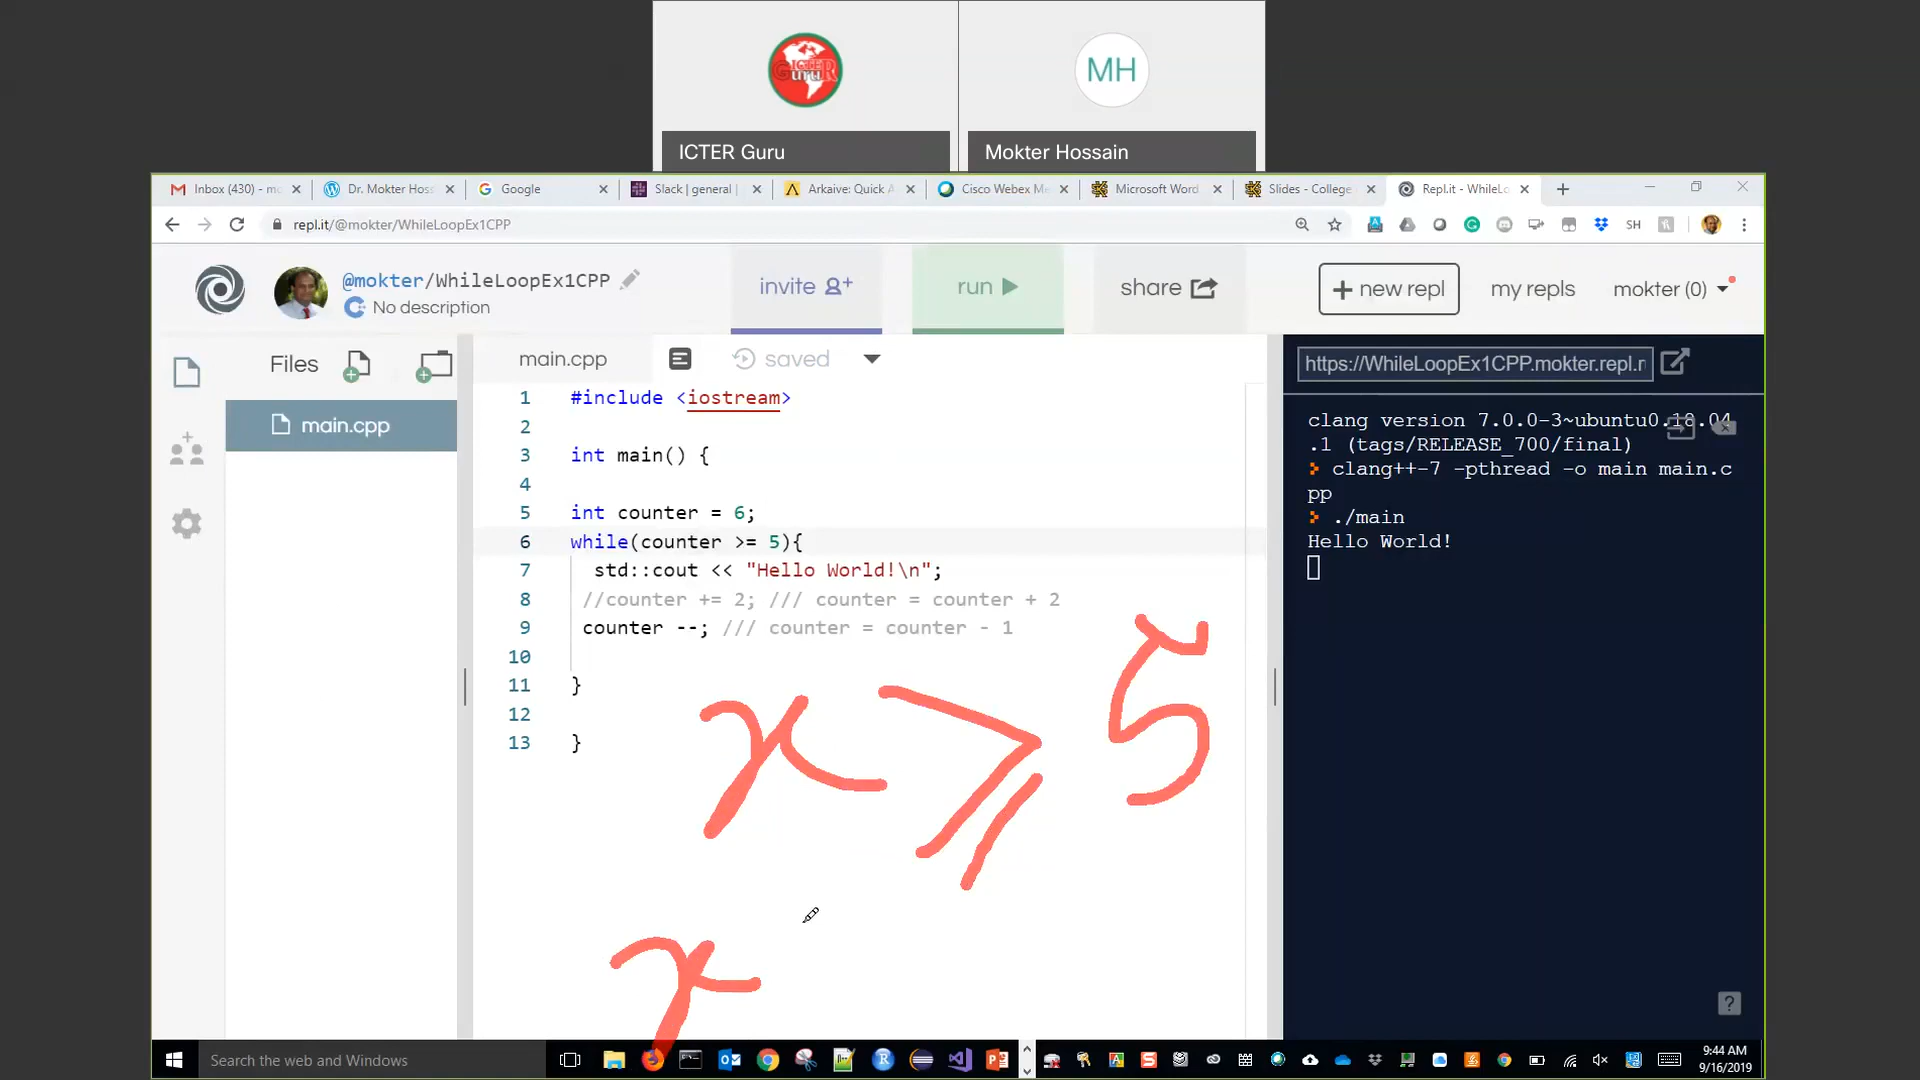 ICTER Guru
MH
ICTER Guru
Mokter Hossain
Inbox (430) - mo
Dr. Mokter Hoss
Google
Slack | general |
Arkaive: Quick A
Cisco Webex Me
Microsoft Word
Slides - College
Repl.it - WhileLo
repl.it/@mokter/WhileLoopEx1CPP
SH
@mokter/WhileLoopEx1CPP
No description
invite
run
share
+ new repl
my repls
mokter (0)
Files
main.cpp
saved
https://WhileLoopEx1CPP.mokter.repl.r
main.cpp
1 #include <iostream>
2
3 int main() {
4
5 int counter = 6;
6 while(counter >= 5){
7 std::cout << "Hello World!\n";
8 //counter += 2; /// counter = counter + 2
9 counter --; /// counter = counter - 1
10
11 }
12
13 }
clang version 7.0.0-3~ubuntu0.18.04
.1 (tags/RELEASE_700/final)
clang++-7 -pthread -o main main.c
pp
./main
Hello World!
x ⩾ 5
x
?
Search the web and Windows
9:44 AM
9/16/2019